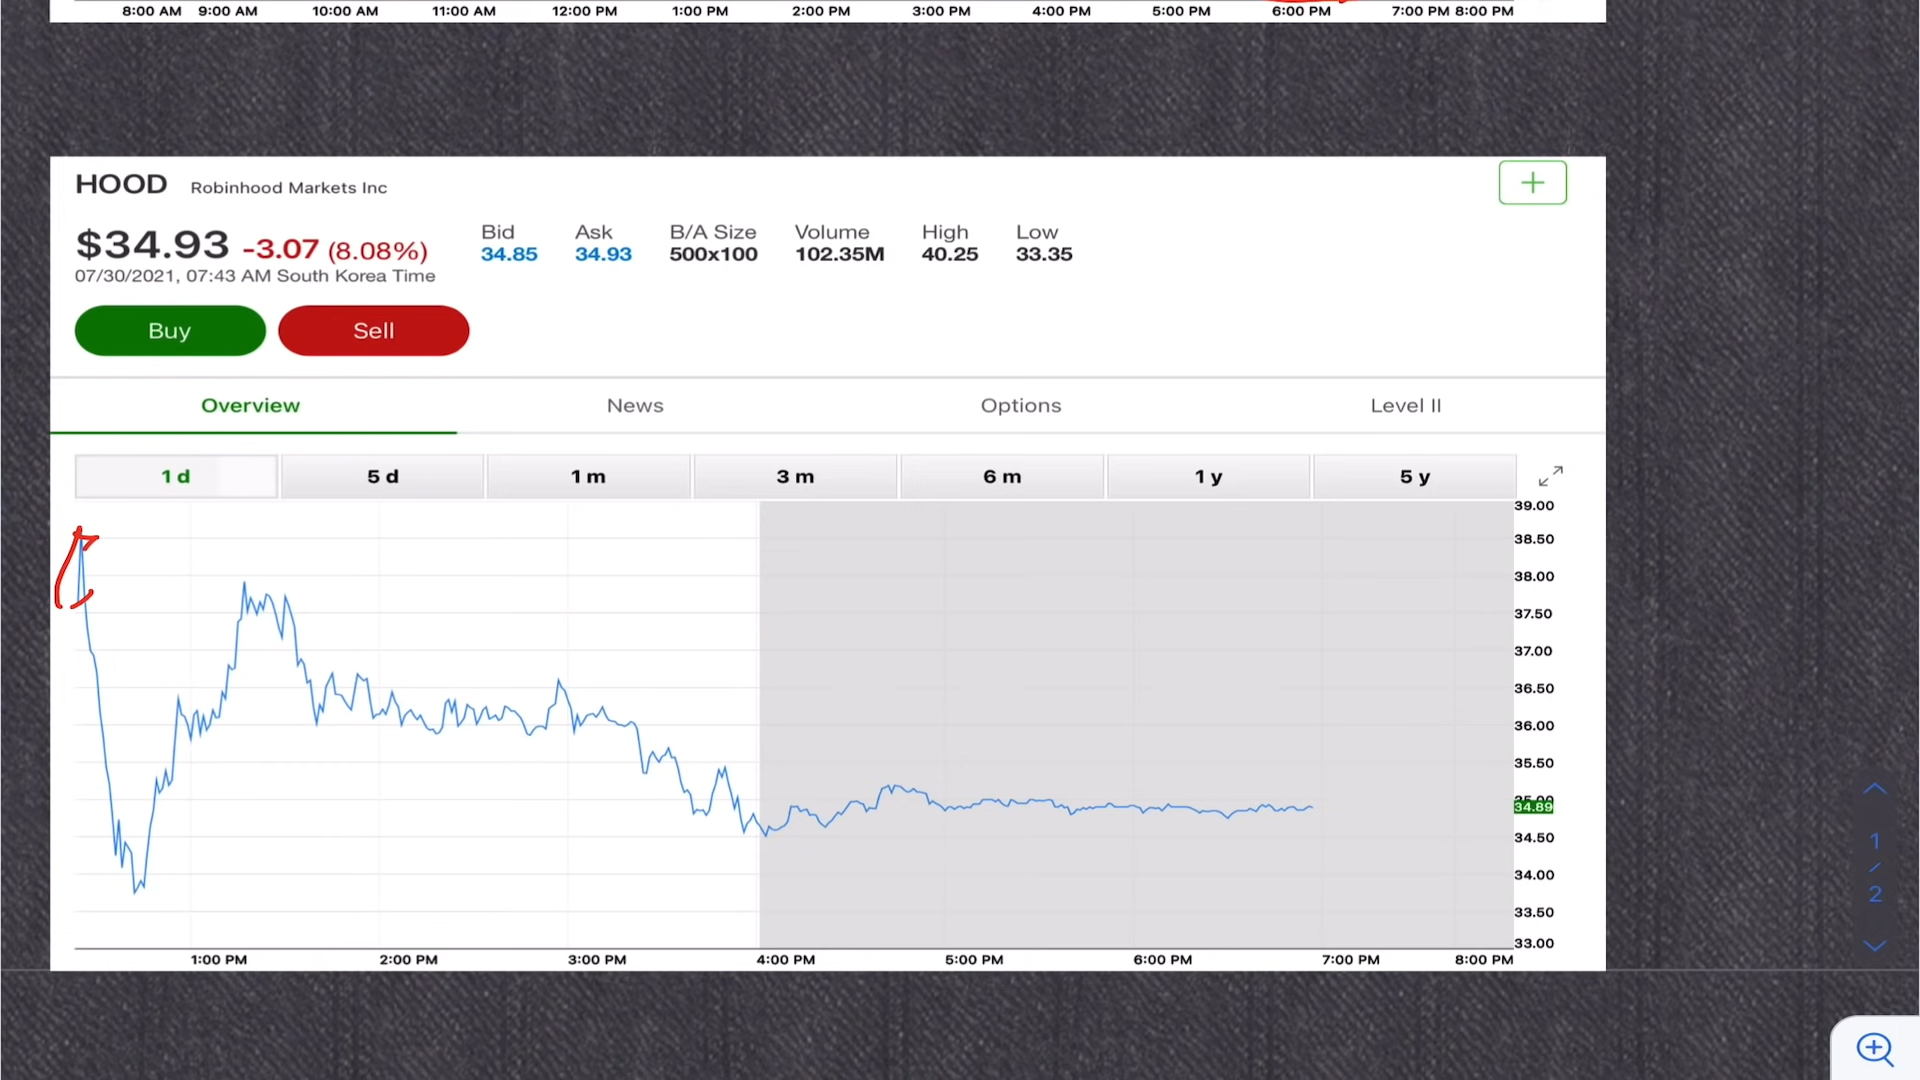 8:00 AM 9:00 AM 10:00 AM 11:00 AM 12:00 PM 1:00 PM 2:00 PM 3:00 PM 4:00 PM 5:00 PM 6:00 PM 7:00 PM 8:00 PM
HOOD Robinhood Markets Inc
$34.93 -3.07 (8.08%)
07/30/2021, 07:43 AM South Korea Time
Bid Ask B/A Size Volume High Low
34.85 34.93 500x100 102.35M 40.25 33.35
Buy Sell
Overview News Options Level II
1 d 5 d 1 m 3 m 6 m 1 y 5 y
39.00
38.50
38.00
37.50
37.00
36.50
36.00
35.50
35.00
34.89
34.50
34.00
33.50
33.00
1:00 PM 2:00 PM 3:00 PM 4:00 PM 5:00 PM 6:00 PM 7:00 PM 8:00 PM
1
/
2